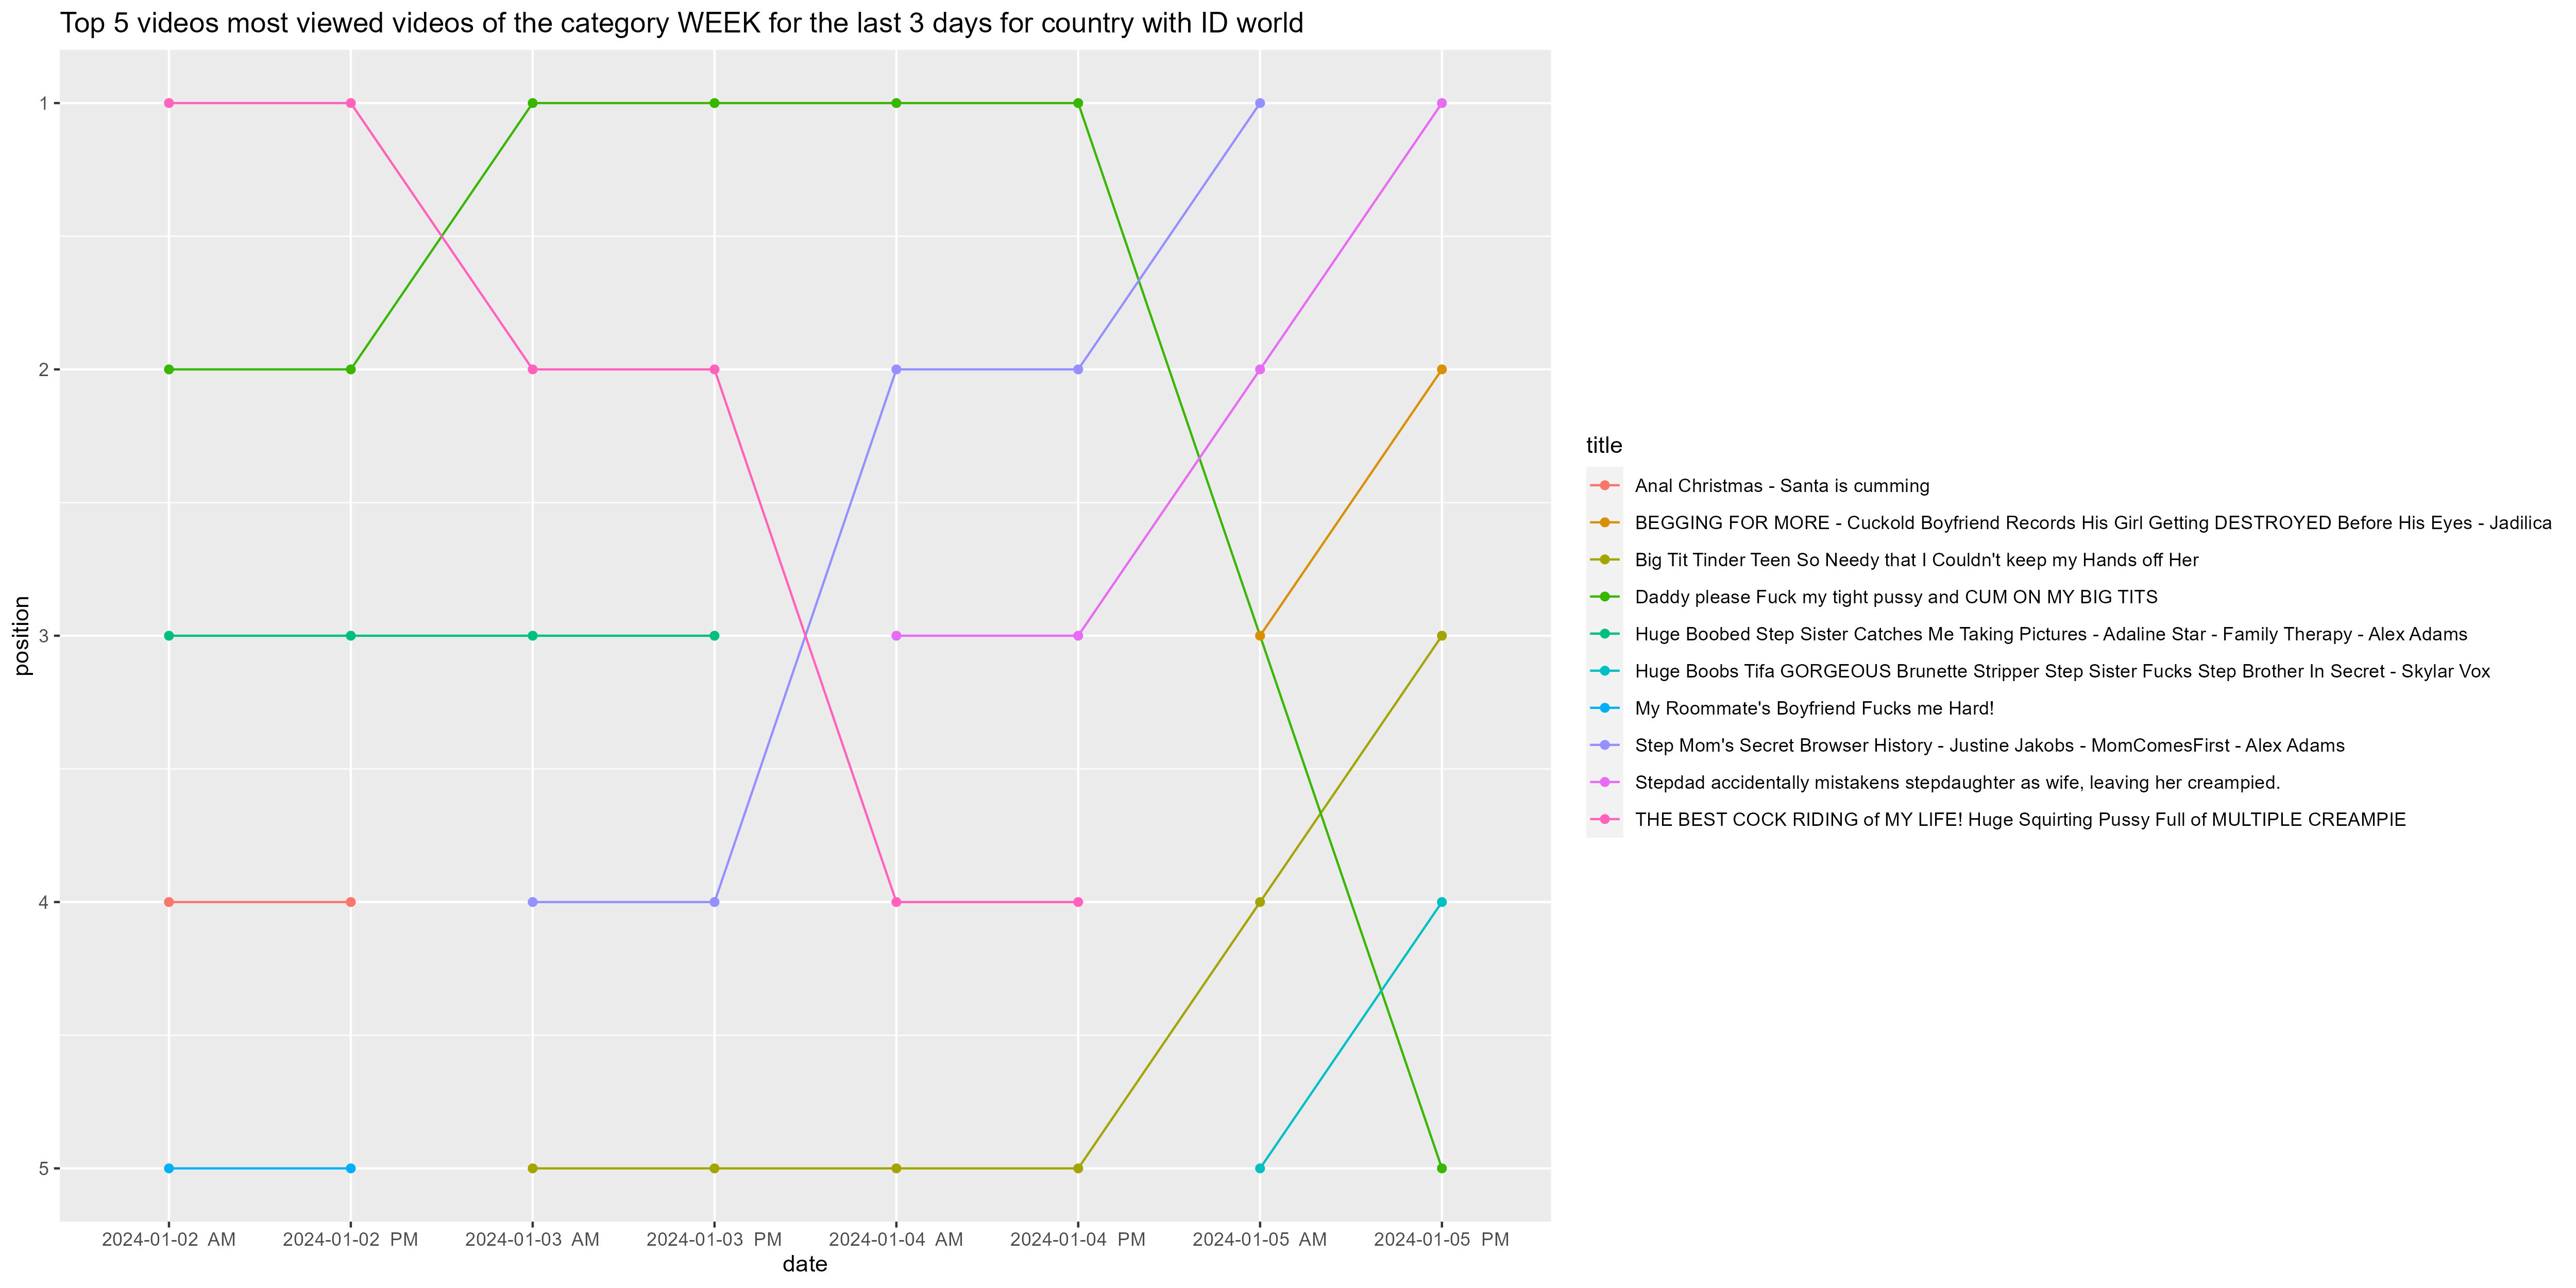 Top 5 videos most viewed videos of the category WEEK for the last 3 days for country with ID world
position
1
2
3
4
5
2024-01-02 AM
2024-01-02 PM
2024-01-03 AM
2024-01-03 PM
2024-01-04 AM
2024-01-04 PM
2024-01-05 AM
2024-01-05 PM
date
title
Anal Christmas - Santa is cumming
BEGGING FOR MORE - Cuckold Boyfriend Records His Girl Getting DESTROYED Before His Eyes - Jadilica
Big Tit Tinder Teen So Needy that I Couldn't keep my Hands off Her
Daddy please Fuck my tight pussy and CUM ON MY BIG TITS
Huge Boobed Step Sister Catches Me Taking Pictures - Adaline Star - Family Therapy - Alex Adams
Huge Boobs Tifa GORGEOUS Brunette Stripper Step Sister Fucks Step Brother In Secret - Skylar Vox
My Roommate's Boyfriend Fucks me Hard!
Step Mom's Secret Browser History - Justine Jakobs - MomComesFirst - Alex Adams
Stepdad accidentally mistakens stepdaughter as wife, leaving her creampied.
THE BEST COCK RIDING of MY LIFE! Huge Squirting Pussy Full of MULTIPLE CREAMPIE